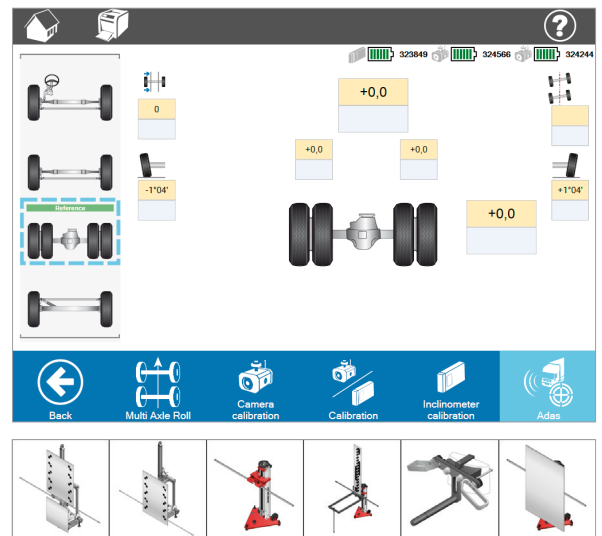 ?
323849 324566 324244
+0,0
0
+0,0 +0,0
Reference
-1°04'
+1°04'
+0,0
Back
Multi Axle Roll
Camera
calibration
Calibration
Inclinometer
calibration
Adas